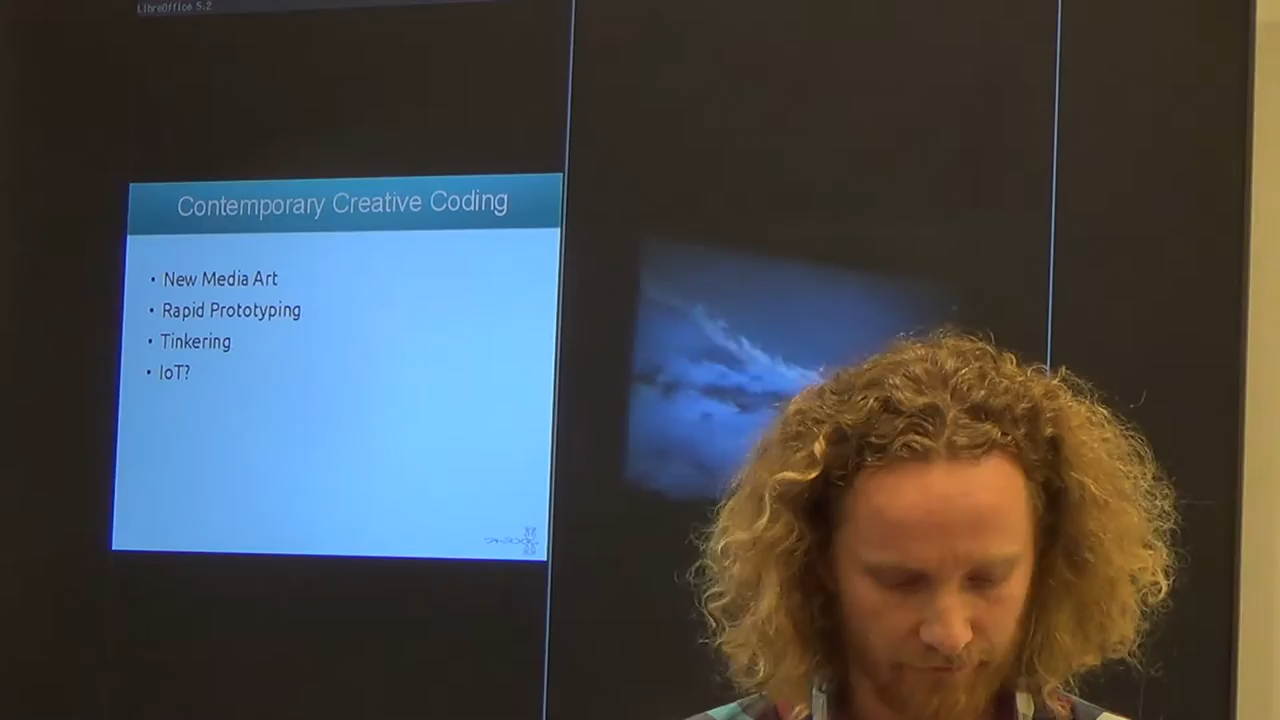 LibreOffice 5.2
Contemporary Creative Coding
• New Media Art
• Rapid Prototyping
• Tinkering
• IoT?